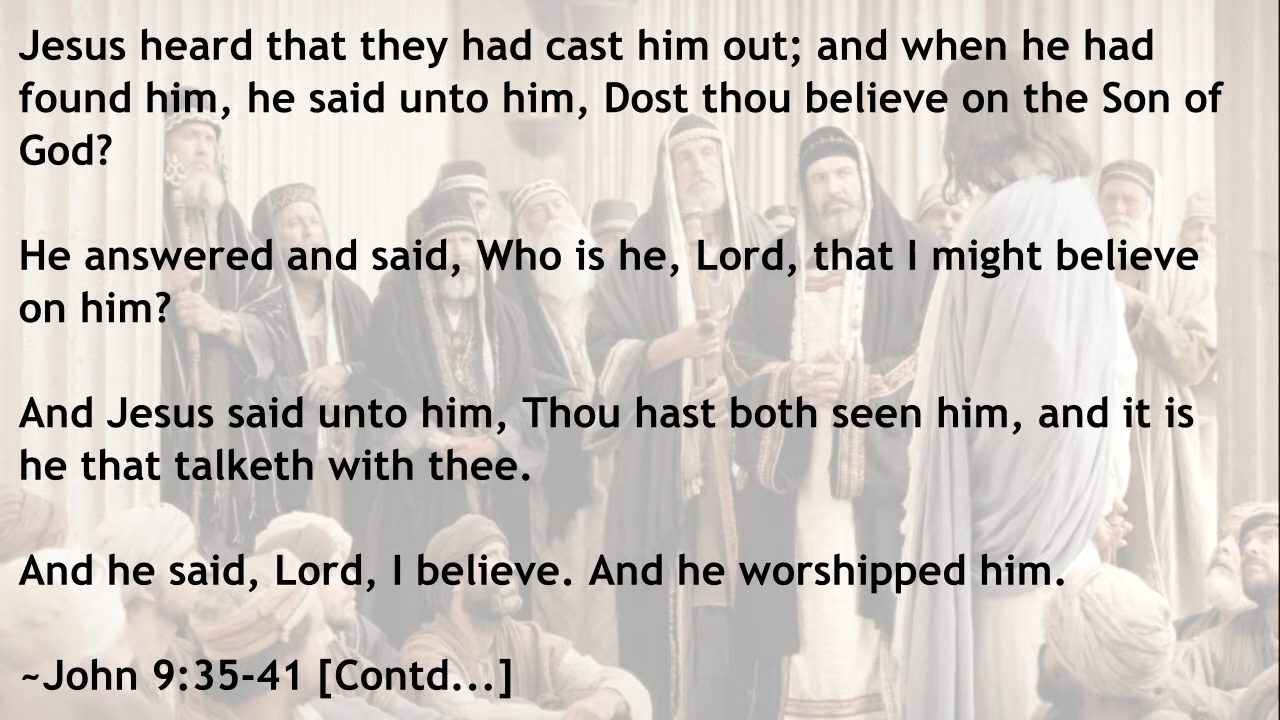 Jesus heard that they had cast him out; and when he had
found him, he said unto him, Dost thou believe on the Son of
God?
He answered and said, Who is he, Lord, that I might believe
on him?
And Jesus said unto him, Thou hast both seen him, and it is
he that talketh with thee.
And he said, Lord, I believe. And he worshipped him.
~John 9:35-41 [Contd...]